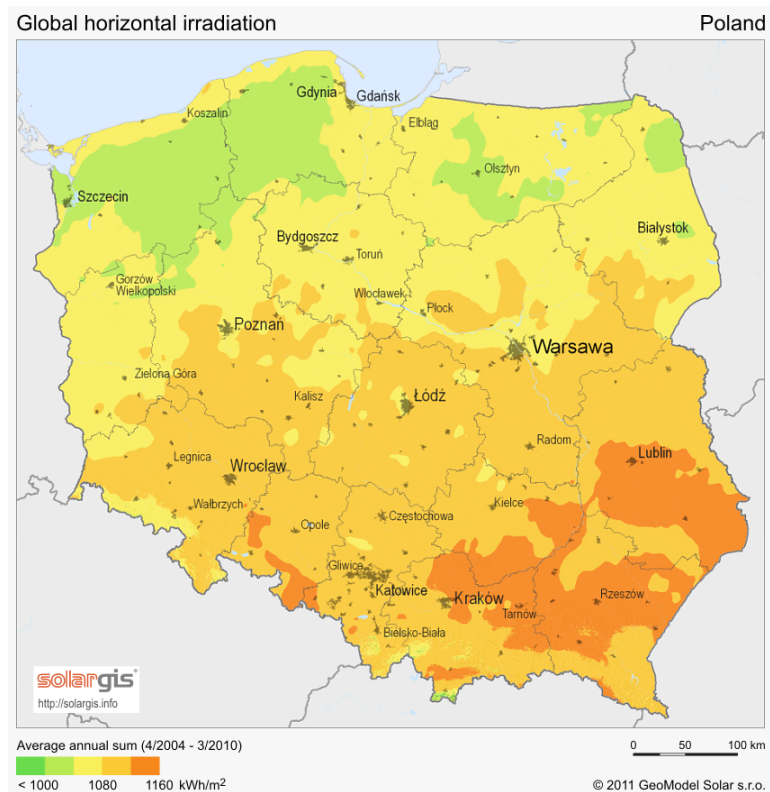 Global horizontal irradiation
Poland
Gdynia
Gdańsk
Koszalin
Elbląg
Olsztyn
Szczecin
Białystok
Bydgoszcz
Toruń
Gorzów
Wielkopolski
Włocławek
Płock
Poznań
Warsawa
Zielona Góra
Kalisz
Łódź
Radom
Lublin
Legnica
Wrocław
Wałbrzych
Kielce
Opole
Częstochowa
Gliwice
Katowice
Kraków
Tarnów
Rzeszów
Bielsko-Biała
solargis
http://solargis.info
Average annual sum (4/2004 - 3/2010)
0 50 100 km
< 1000 1080 1160 kWh/m²
© 2011 GeoModel Solar s.r.o.